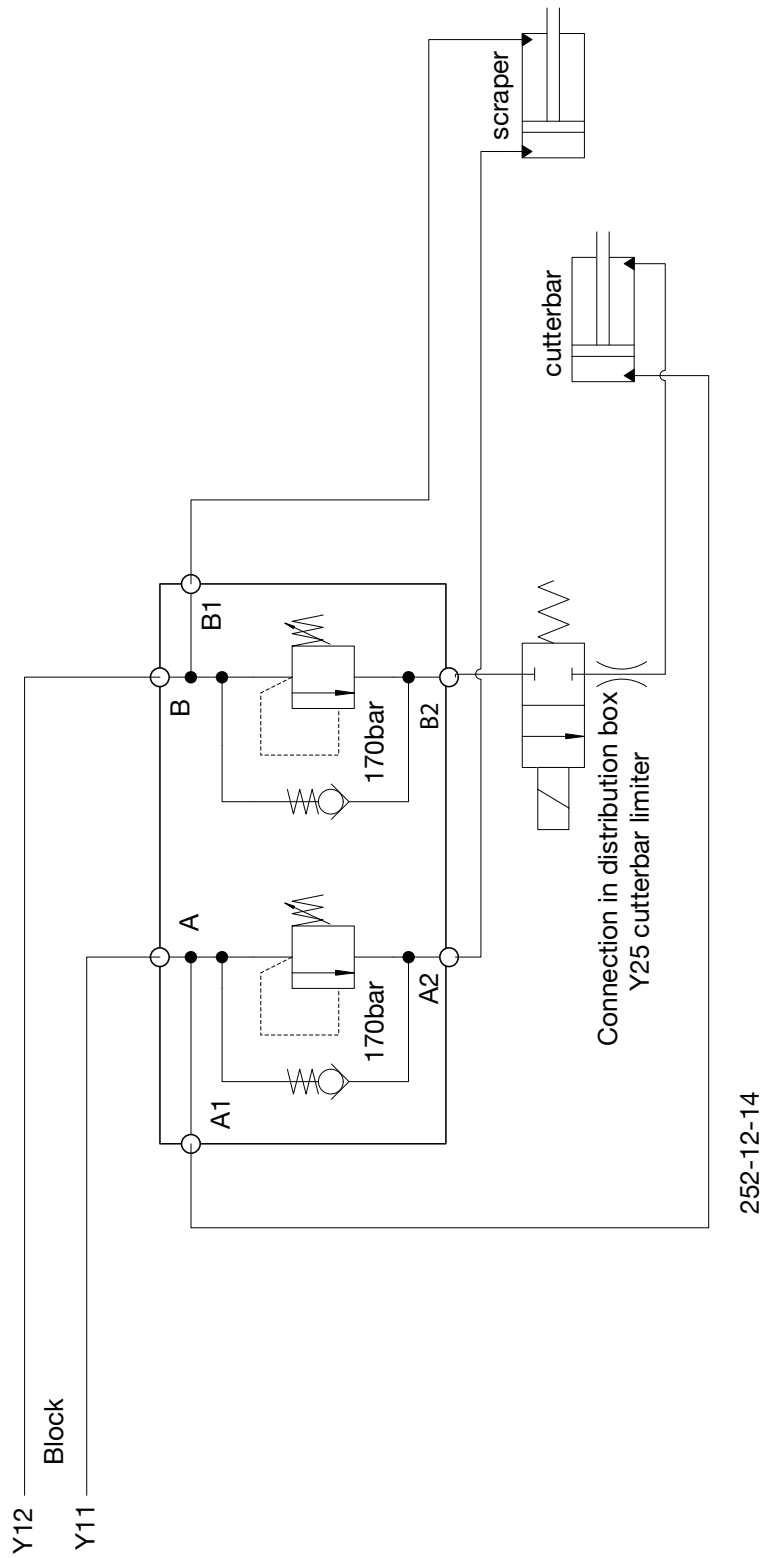 Y12
Block
Y11
A1
A
170bar
A2
B
B1
170bar
B2
Connection in distribution box
Y25 cutterbar limiter
cutterbar
scraper
252-12-14